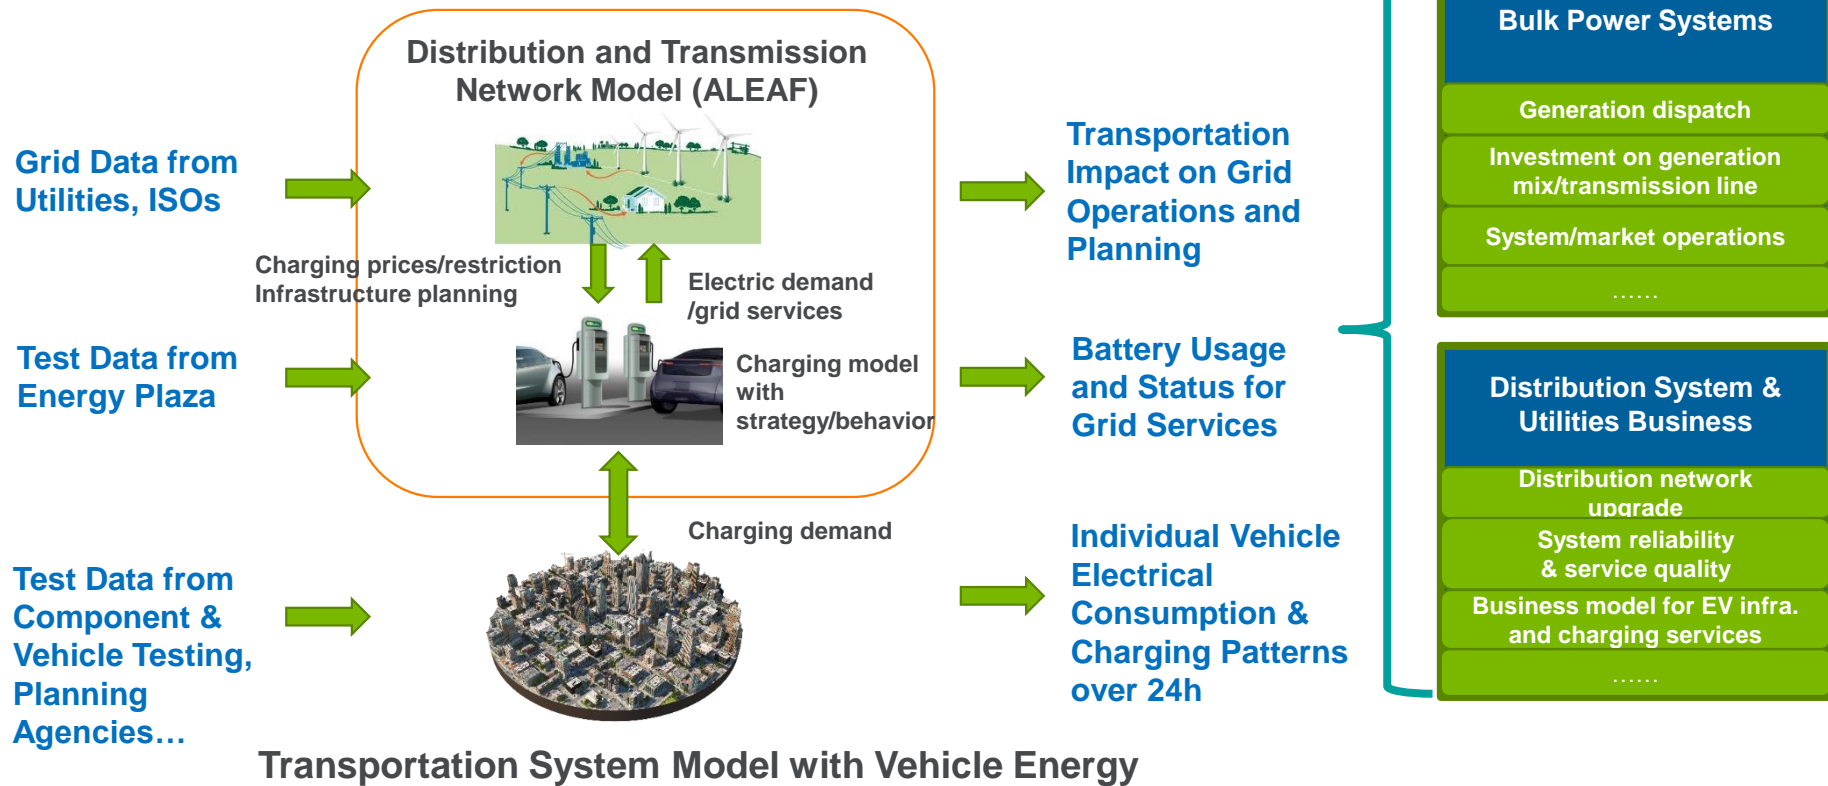 Distribution and Transmission
Network Model (ALEAF)
Grid Data from
Utilities, ISOs
Charging prices/restriction
Infrastructure planning
Electric demand
/grid services
Test Data from
Energy Plaza
Charging model
with
strategy/behavior
Charging demand
Test Data from
Component &
Vehicle Testing,
Planning
Agencies…
Transportation System Model with Vehicle Energy
Transportation
Impact on Grid
Operations and
Planning
Battery Usage
and Status for
Grid Services
Individual Vehicle
Electrical
Consumption &
Charging Patterns
over 24h
Bulk Power Systems
Generation dispatch
Investment on generation
mix/transmission line
System/market operations
……
Distribution System &
Utilities Business
Distribution network
upgrade
System reliability
& service quality
Business model for EV infra.
and charging services
……